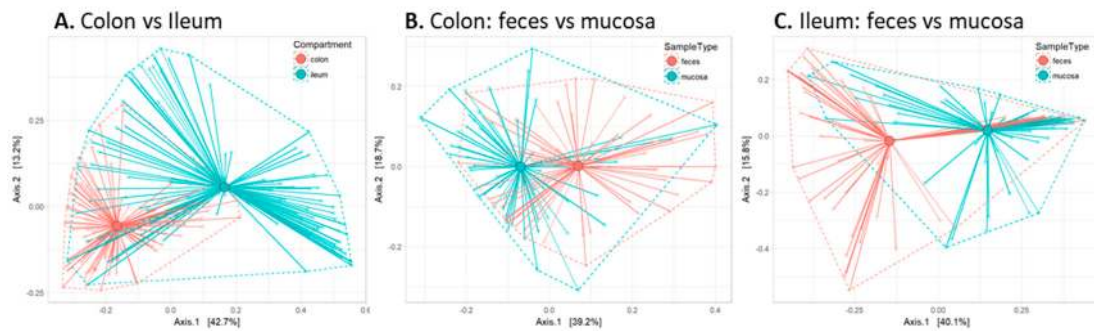 A. Colon vs Ileum
Compartment
colon
ileum
Axis.2 [13.2%]
0.25
0.00
-0.25
0.0
0.2
0.4
0.6
Axis.1 [42.7%]
B. Colon: feces vs mucosa
SampleType
feces
mucosa
Axis.2 [18.7%]
0.2
0.0
-0.2
-0.2
0.0
0.2
0.4
Axis.1 [39.2%]
C. Ileum: feces vs mucosa
SampleType
feces
mucosa
Axis.2 [15.8%]
0.2
0.0
-0.2
-0.4
-0.25
0.00
0.25
Axis.1 [40.1%]